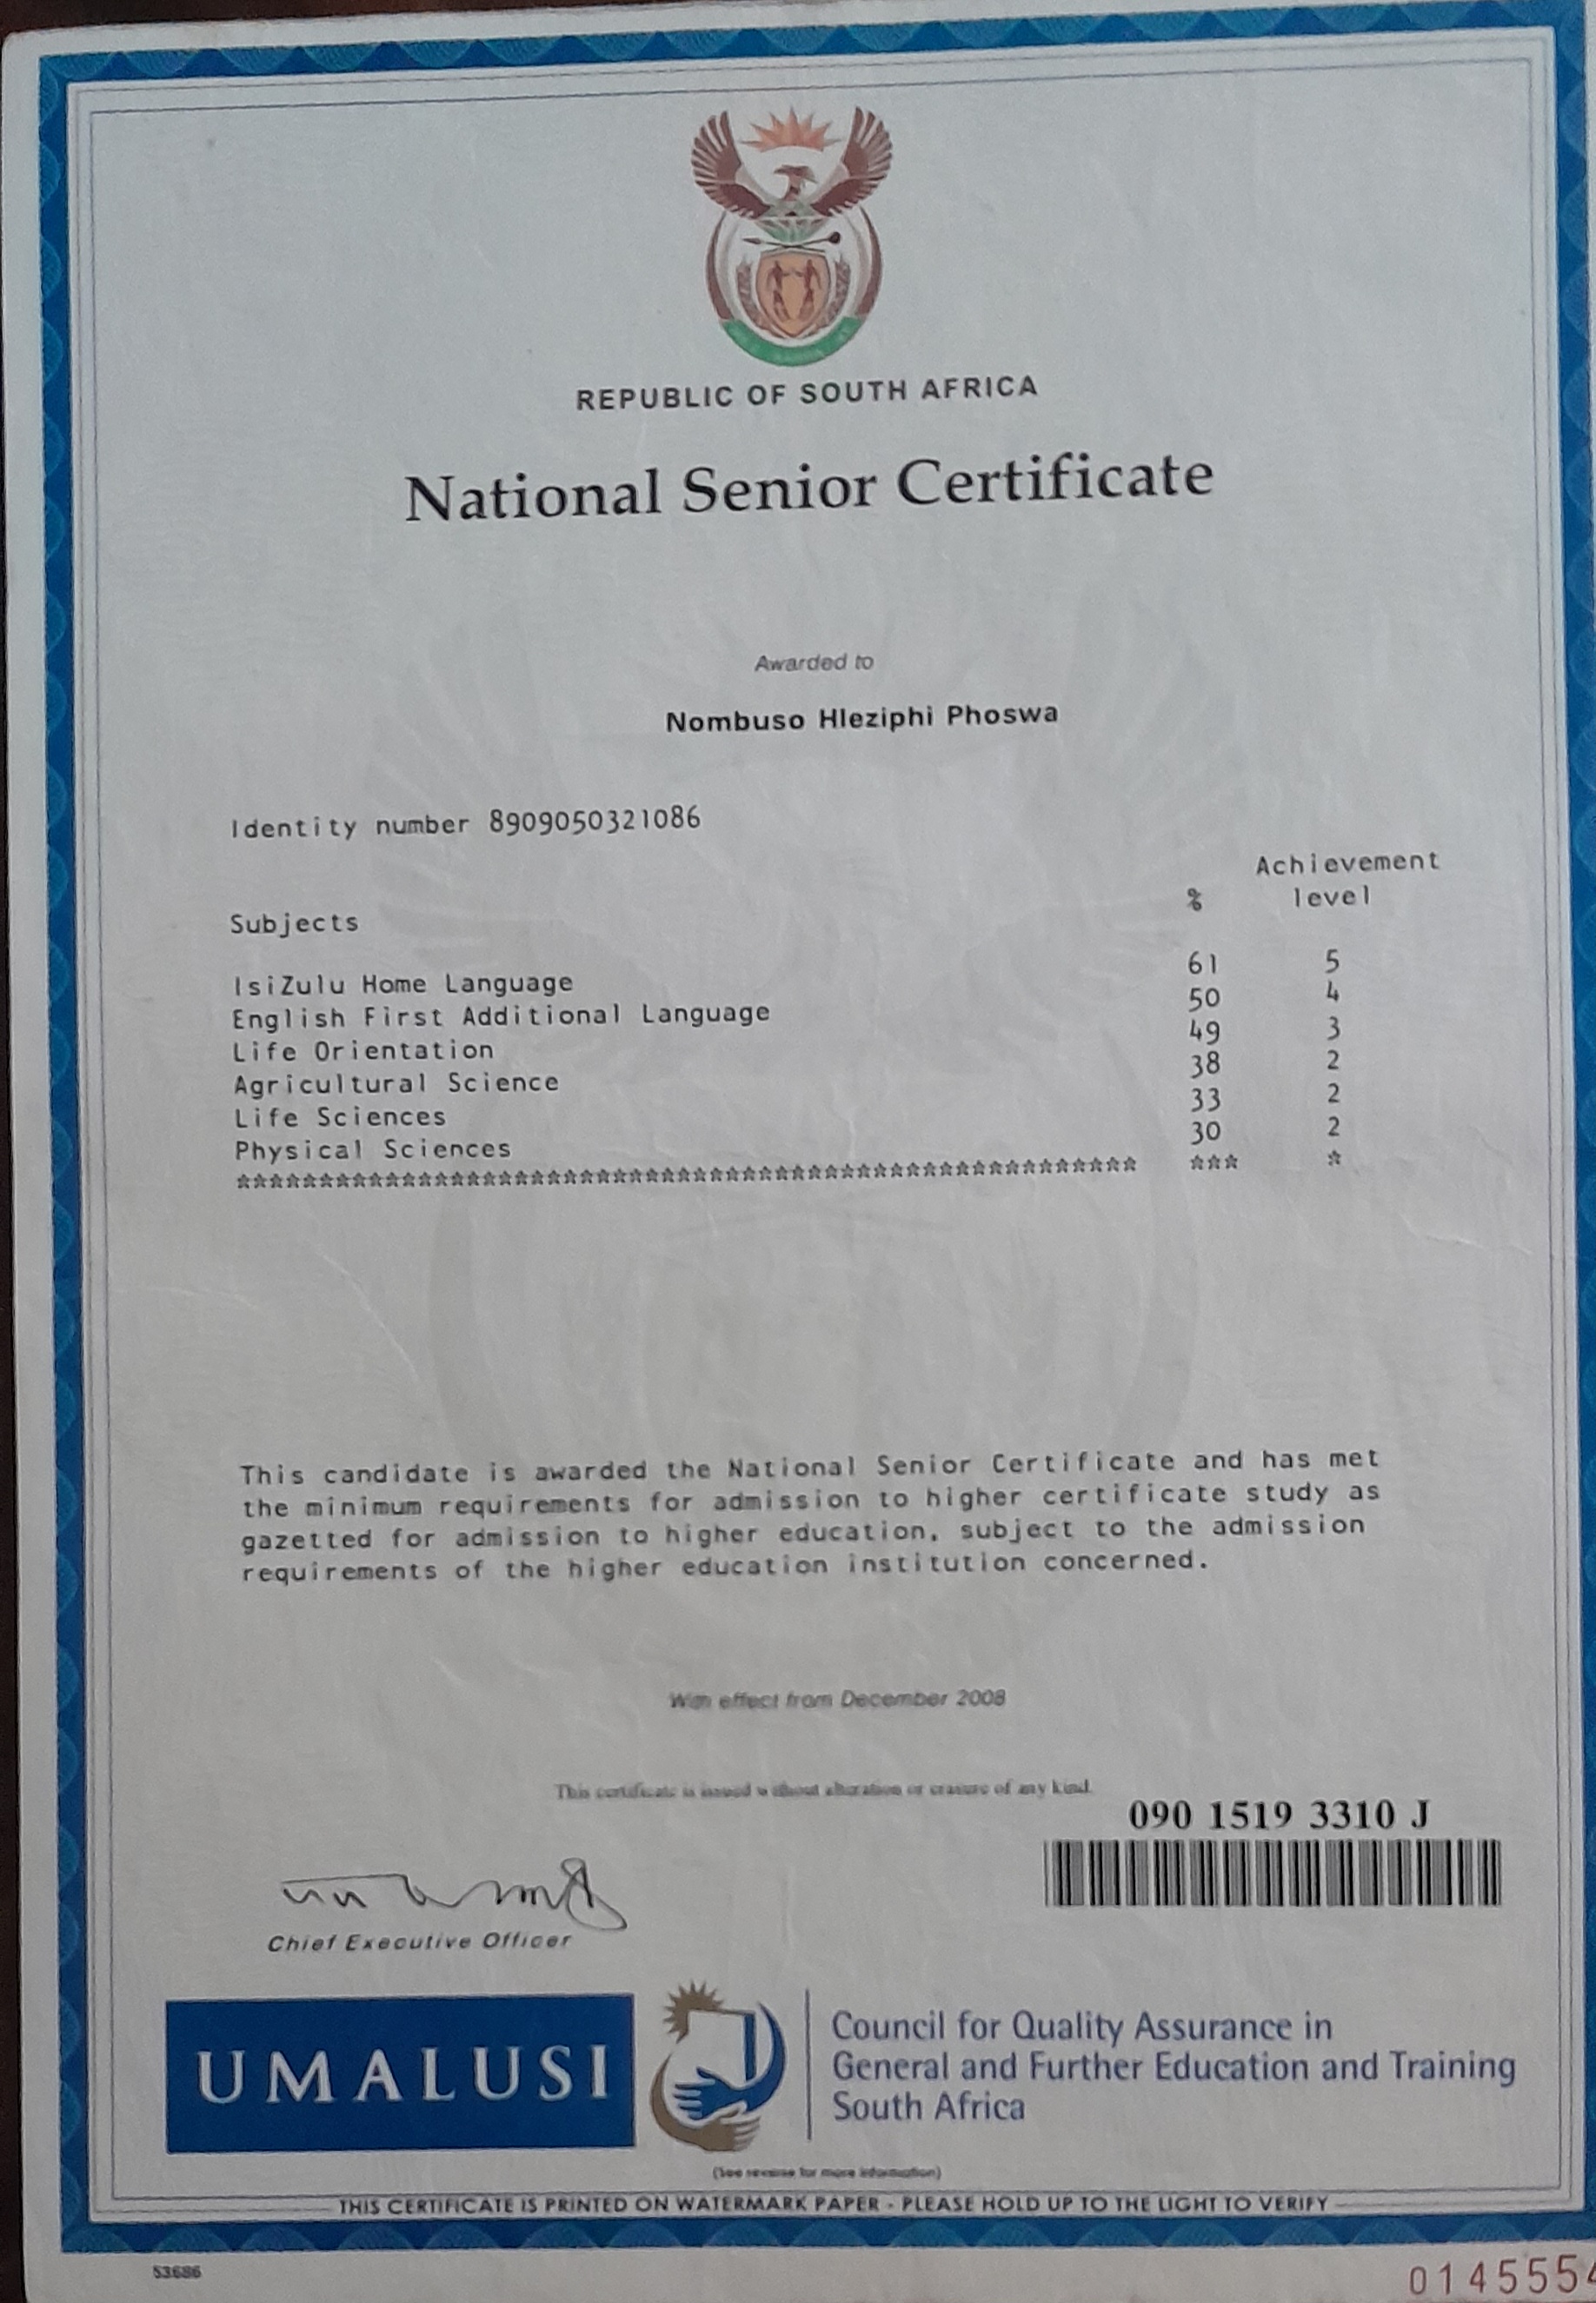 REPUBLIC OF SOUTH AFRICA
National Senior Certificate
Awarded to
Nombuso Hleziphi Phoswa
Identity number 8909050321086
Achievement
Subjects % level
IsiZulu Home Language 61 5
English First Additional Language 50 4
Life Orientation 49 3
Agricultural Science 38 2
Life Sciences 33 2
Physical Sciences 30 2
******************************************************* *** *
This candidate is awarded the National Senior Certificate and has met
the minimum requirements for admission to higher certificate study as
gazetted for admission to higher education, subject to the admission
requirements of the higher education institution concerned.
With effect from December 2008
This certificate is issued without alteration or erasure of any kind.
090 1519 3310 J
Chief Executive Officer
UMALUSI
Council for Quality Assurance in
General and Further Education and Training
South Africa
(See reverse for more information)
THIS CERTIFICATE IS PRINTED ON WATERMARK PAPER - PLEASE HOLD UP TO THE LIGHT TO VERIFY
53686
014555